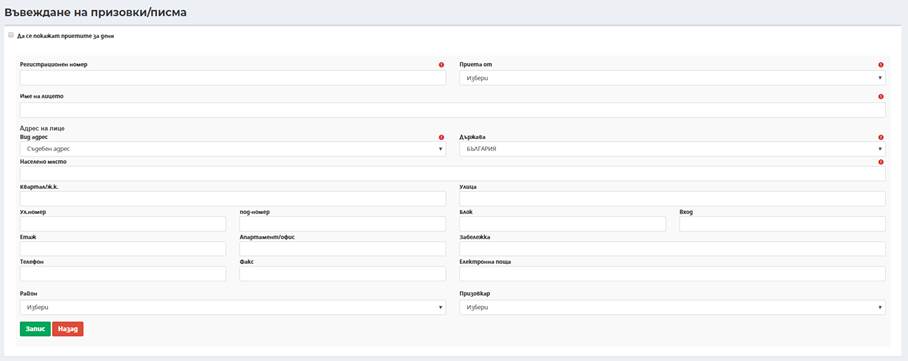 Въвеждане на призовки/писма
Да се покажат приетите за деня
Регистрационен номер
Приета от
Избери
Име на лицето
Адрес на лице
Вид адрес
Държава
Съдебен адрес
БЪЛГАРИЯ
Населено място
Квартал/ж.к.
Улица
Ул.номер
под-номер
Блок
Вход
Етаж
Апартамент/офис
Забележка
Телефон
Факс
Електронна поща
Район
Призовкар
Избери
Избери
Запис
Назад